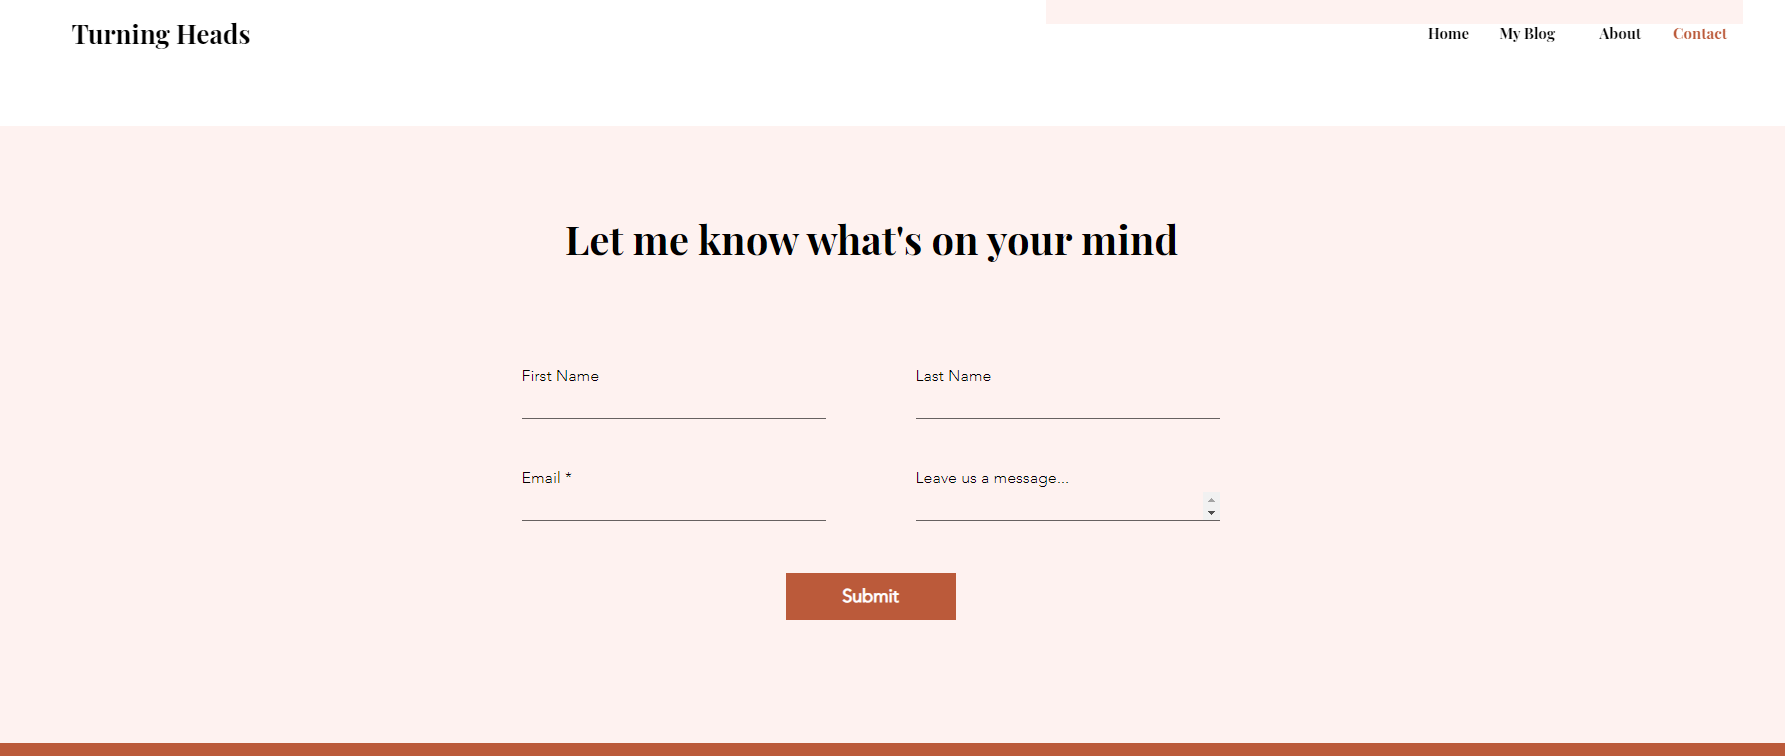 Turning Heads
Home My Blog About Contact
Let me know what's on your mind
First Name Last Name
Email * Leave us a message...
Submit